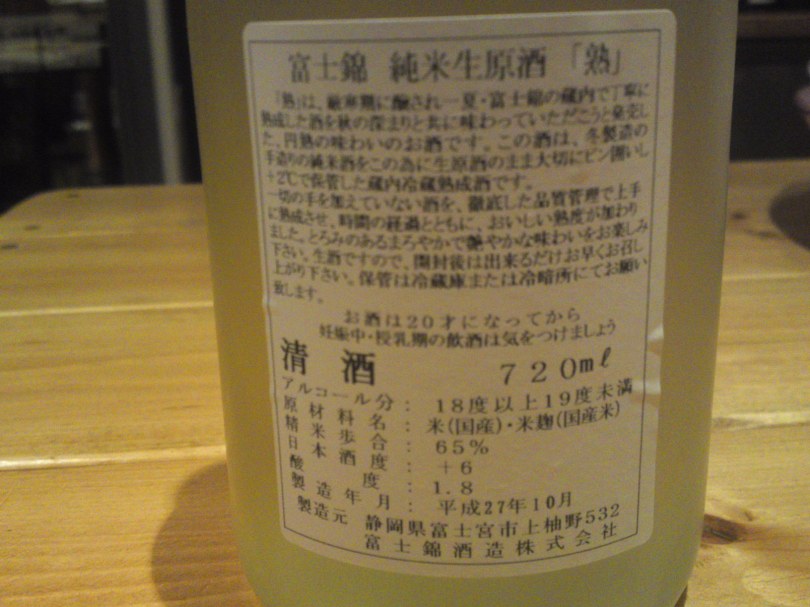 富士錦 純米生原酒 「熟」
「熟」は、厳寒期に醸され一夏・富士錦の蔵内で丁寧に
熟成した酒を秋の深まりと共に味わっていただこうと発売し
た、円熟の味わいのお酒です。この酒は、冬製造の
手造りの純米酒をこの為に生原酒のまま大切にビン囲いし
+2℃で保管した蔵内冷蔵熟成酒です。
一切の手を加えていない酒を、徹底した品質管理で上手
に熟成させ、時間の経過とともに、おいしい熟度が加わり
ました。とろみのあるまろやかで艶やかな味わいをお楽しみ
下さい。生酒ですので、開封後は出来るだけお早くお召し
上がり下さい。保管は冷蔵庫または冷暗所にてお願い
致します。
お酒は20才になってから
妊娠中・授乳期の飲酒は気をつけましょう
清酒 720ml
アルコール分: 18度以上19度未満
原材料名: 米(国産)・米麹(国産米)
精米歩合: 65%
日本酒度: +6
酸度: 1.8
製造年月: 平成27年10月
製造元 静岡県富士宮市上柚野532
富士錦酒造株式会社